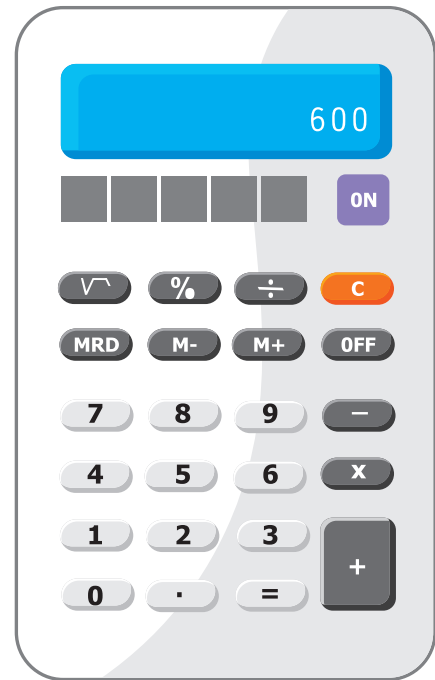 600
ON
√ % ÷ C
MRD M- M+ OFF
7 8 9 −
4 5 6 X
1 2 3
+
0 . =